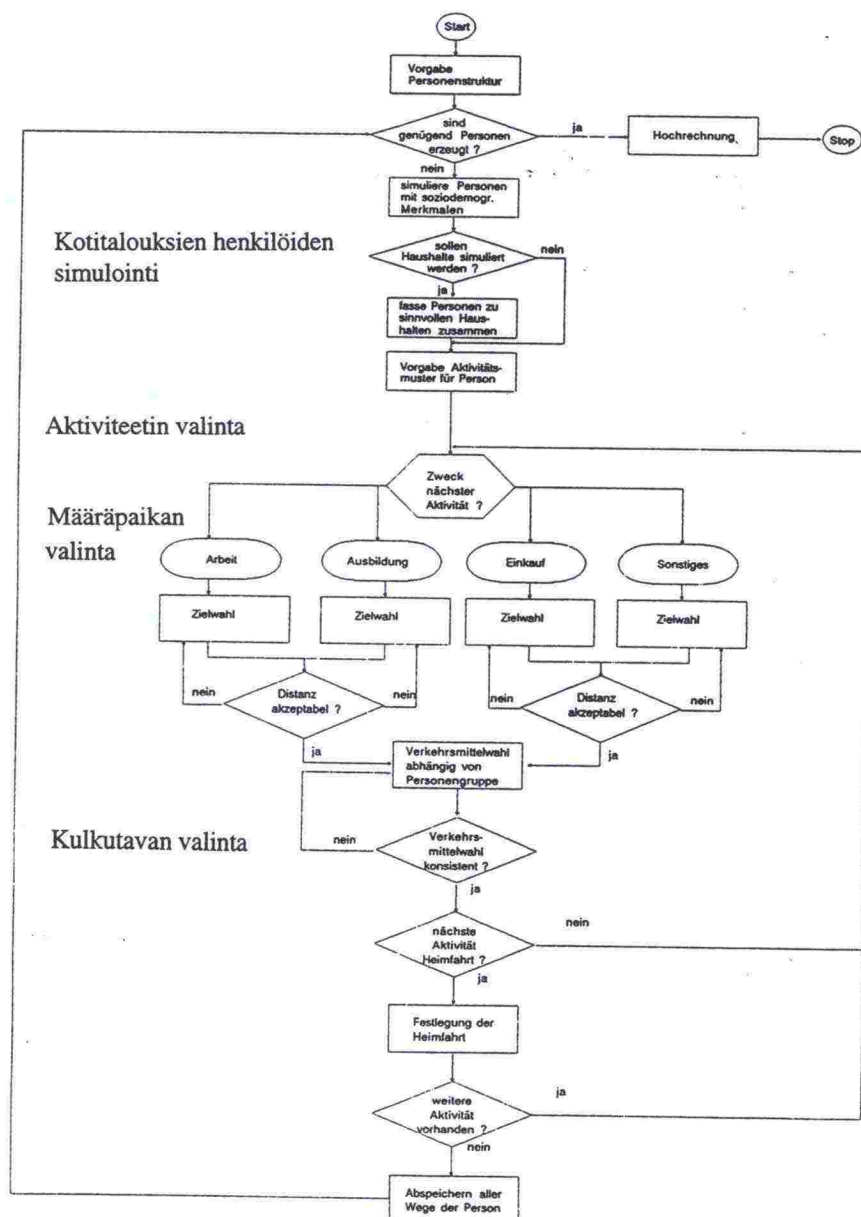 Start
Vorgabe
Personenstruktur
sind
genügend Personen
erzeugt ?
ja
Hochrechnung
Stop
nein
simuliere Personen
mit soziodemogr.
Merkmalen
Kotitalouksien henkilöiden
simulointi
sollen
Haushalte simuliert
werden ?
nein
ja
fasse Personen zu
sinnvollen Haus-
halten zusammen
Vorgabe Aktivitäts-
muster für Person
Aktiviteetin valinta
Zweck
nächster
Aktivität ?
Määräpaikan
valinta
Arbeit
Ausbildung
Einkauf
Sonstiges
Zielwahl
Zielwahl
Zielwahl
Zielwahl
nein
Distanz
akzeptabel ?
nein
nein
Distanz
akzeptabel ?
nein
ja
Verkehrsmittelwahl
abhängig von
Personengruppe
ja
Kulkutavan valinta
nein
Verkehrs-
mittelwahl
konsistent ?
ja
nächste
Aktivität
Heimfahrt ?
nein
ja
Festlegung der
Heimfahrt
weitere
Aktivität
vorhanden ?
ja
nein
Abspeichern aller
Wege der Person